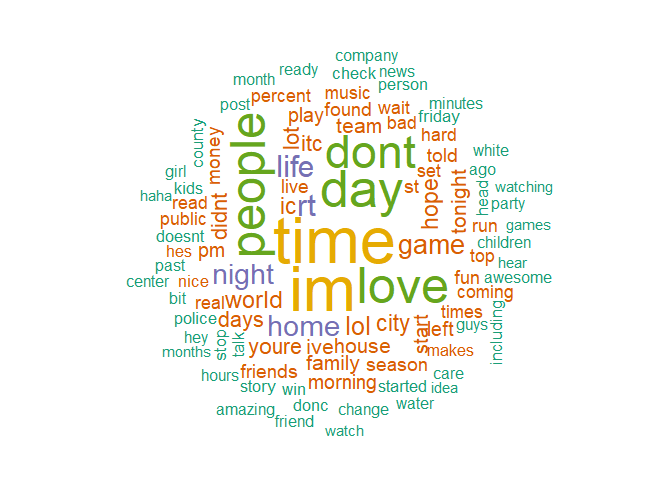 company
ready
check
news
month
person
percent
music
post
found
wait
minutes
play
friday
county
people
lot
itc
team
bad
hard
money
dont
told
white
girl
life
set
ago
haha
kids
live
day
st
hope
tonight
head
watching
read
didnt
ic
rt
party
public
time
run
games
doesnt
game
children
hes
pm
top
hear
past
night
im
love
fun
awesome
center
nice
coming
bit
real
world
times
including
police
days
home
lol
city
start
left
guys
hey
stop
talk
youre
ive
house
makes
months
family
season
hours
friends
care
story
win
morning
started
idea
amazing
donc
change
water
friend
watch